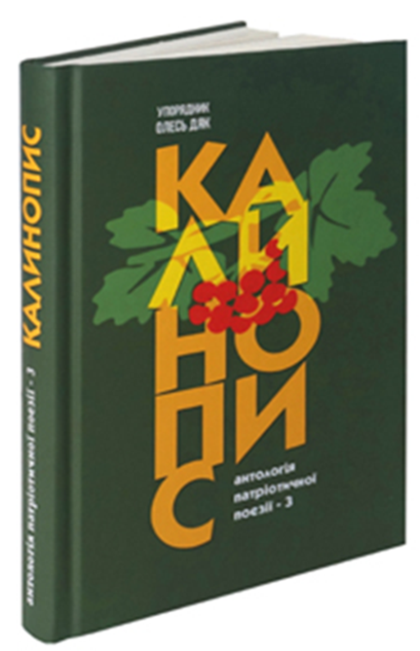 УПОРЯДНИК
ОЛЕСЬ ДЯК
КА
ЛИ
НО
ПИ
С
антологія
патріотичної
поезії - 3
КАЛИНОПИС
антологія патріотичної поезії - 3